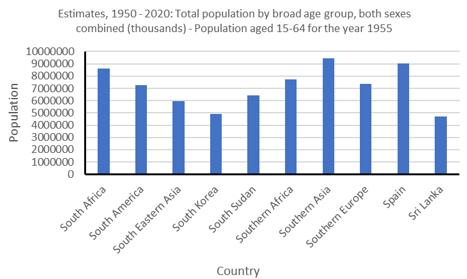 Estimates, 1950 - 2020: Total population by broad age group, both sexes
combined (thousands) - Population aged 15-64 for the year 1955
Population
10000000
9000000
8000000
7000000
6000000
5000000
4000000
3000000
2000000
1000000
0
South Africa
South America
South Eastern Asia
South Korea
South Sudan
Southern Africa
Southern Asia
Southern Europe
Spain
Sri Lanka
Country